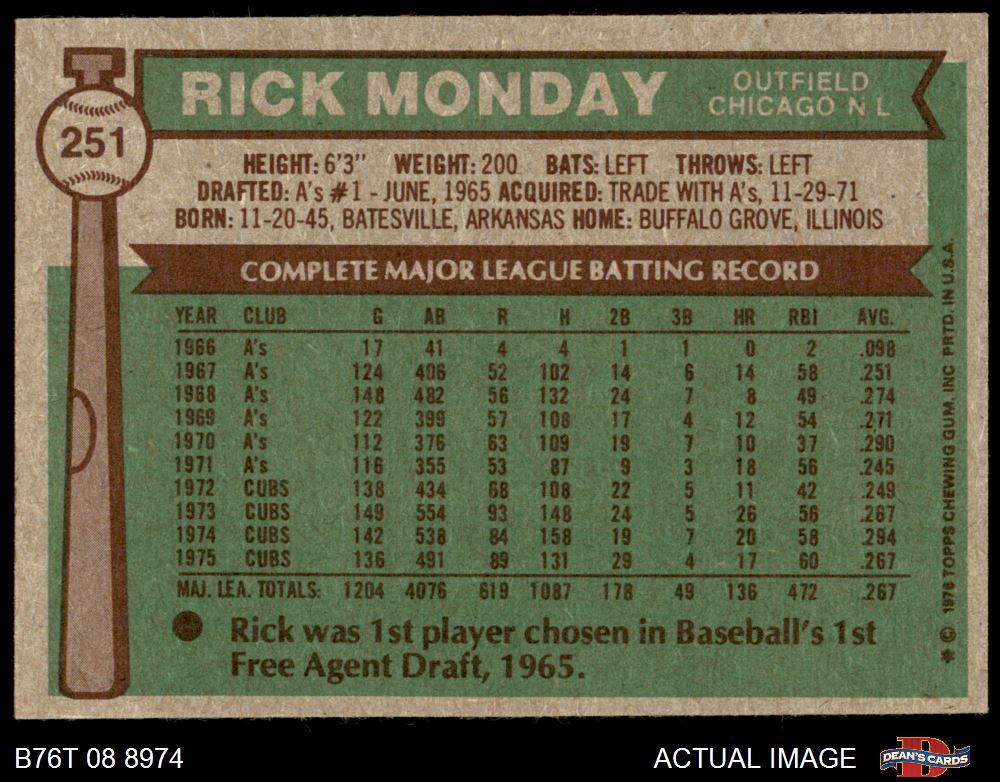 251
RICK MONDAY
OUTFIELD
CHICAGO N L
HEIGHT: 6'3" WEIGHT: 200 BATS: LEFT THROWS: LEFT
DRAFTED: A's #1 - JUNE, 1965 ACQUIRED: TRADE WITH A's, 11-29-71
BORN: 11-20-45, BATESVILLE, ARKANSAS HOME: BUFFALO GROVE, ILLINOIS
COMPLETE MAJOR LEAGUE BATTING RECORD
YEAR CLUB G AB R H 2B 3B HR RBI AVG.
1966 A's 17 41 4 4 1 1 0 2 .098
1967 A's 124 406 52 102 14 6 14 58 .251
1968 A's 148 482 56 132 24 7 8 49 .274
1969 A's 122 399 57 108 17 4 12 54 .271
1970 A's 112 376 63 109 19 7 10 37 .290
1971 A's 116 355 53 87 9 3 18 56 .245
1972 CUBS 138 434 68 108 22 5 11 42 .249
1973 CUBS 149 554 93 148 24 5 26 56 .267
1974 CUBS 142 538 84 158 19 7 20 58 .294
1975 CUBS 136 491 89 131 29 4 17 60 .267
MAJ. LEA. TOTALS: 1204 4076 619 1087 178 49 136 472 .267
Rick was 1st player chosen in Baseball's 1st
Free Agent Draft, 1965.
* © 1976 TOPPS CHEWING GUM, INC PRTD. IN U.S.A.
B76T 08 8974
ACTUAL IMAGE
D
DEAN'S CARDS